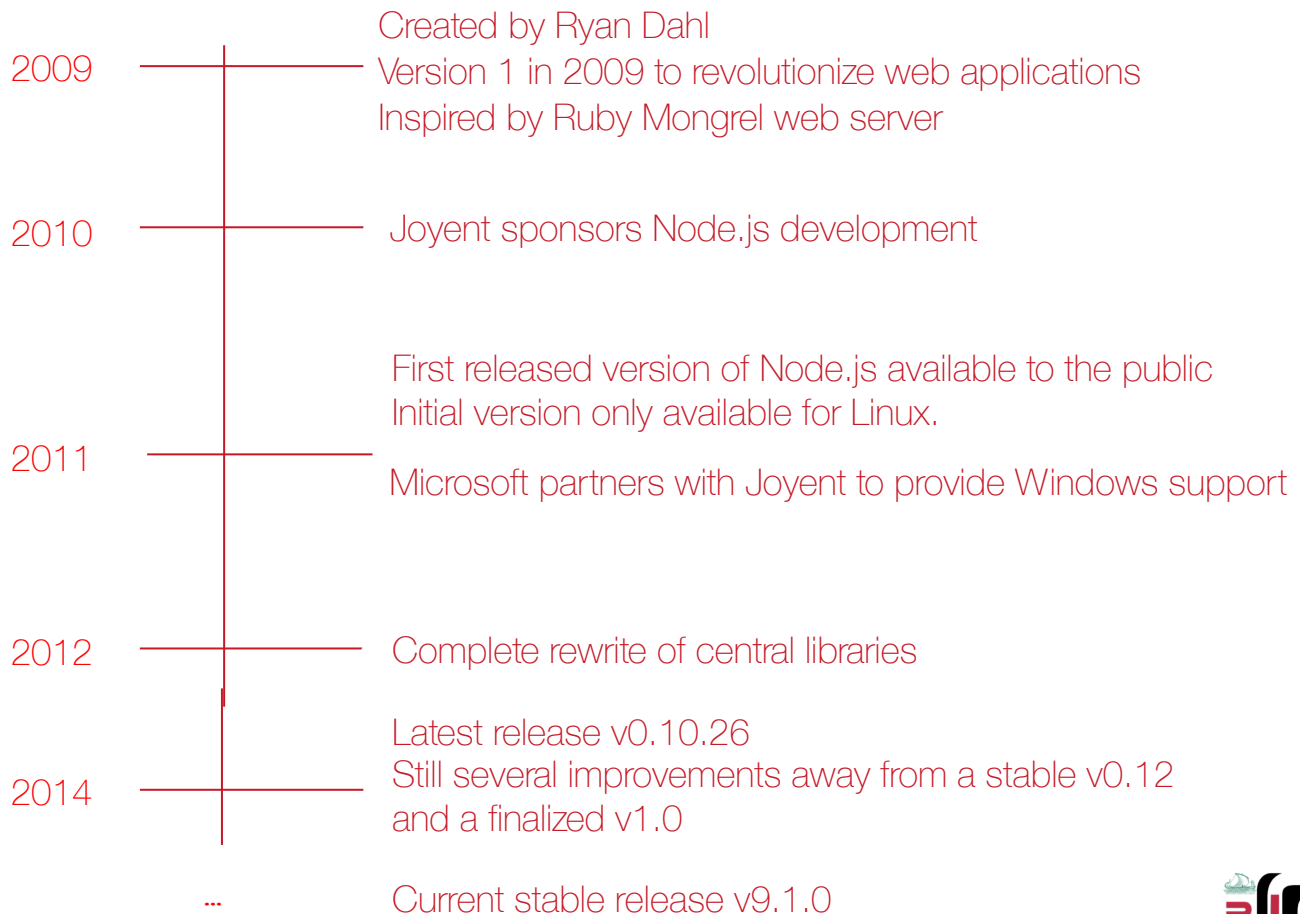 Created by Ryan Dahl
2009
Version 1 in 2009 to revolutionize web applications
Inspired by Ruby Mongrel web server
2010
Joyent sponsors Node.js development
First released version of Node.js available to the public
Initial version only available for Linux.
2011
Microsoft partners with Joyent to provide Windows support
2012
Complete rewrite of central libraries
Latest release v0.10.26
Still several improvements away from a stable v0.12
2014
and a finalized v1.0
...
Current stable release v9.1.0